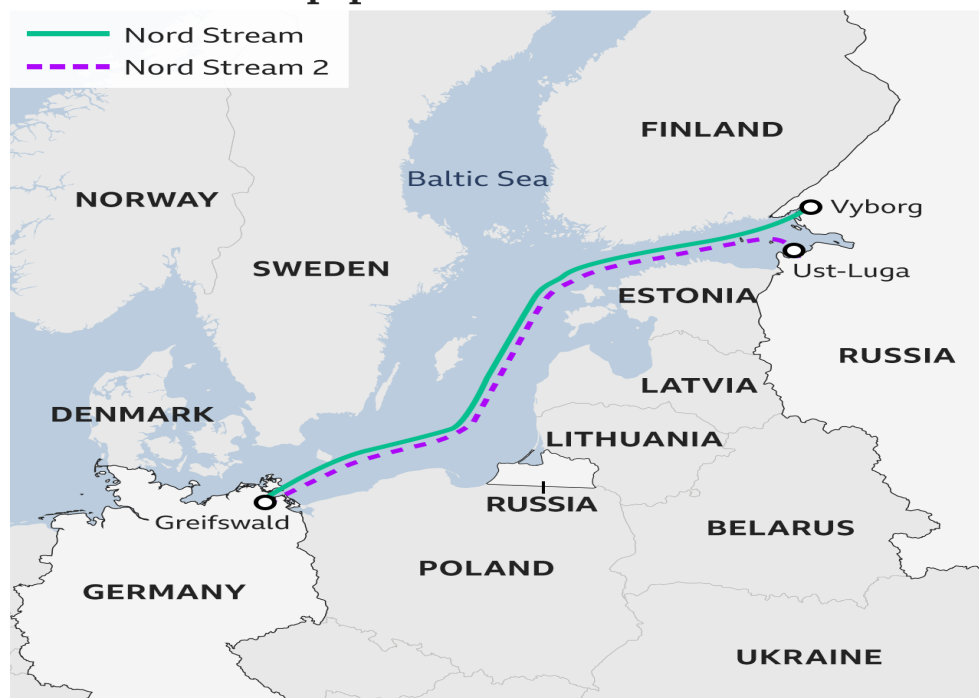 Nord Stream
Nord Stream 2
FINLAND
Baltic Sea
NORWAY
Vyborg
SWEDEN
Ust-Luga
ESTONIA
RUSSIA
LATVIA
DENMARK
LITHUANIA
RUSSIA
Greifswald
BELARUS
POLAND
GERMANY
UKRAINE